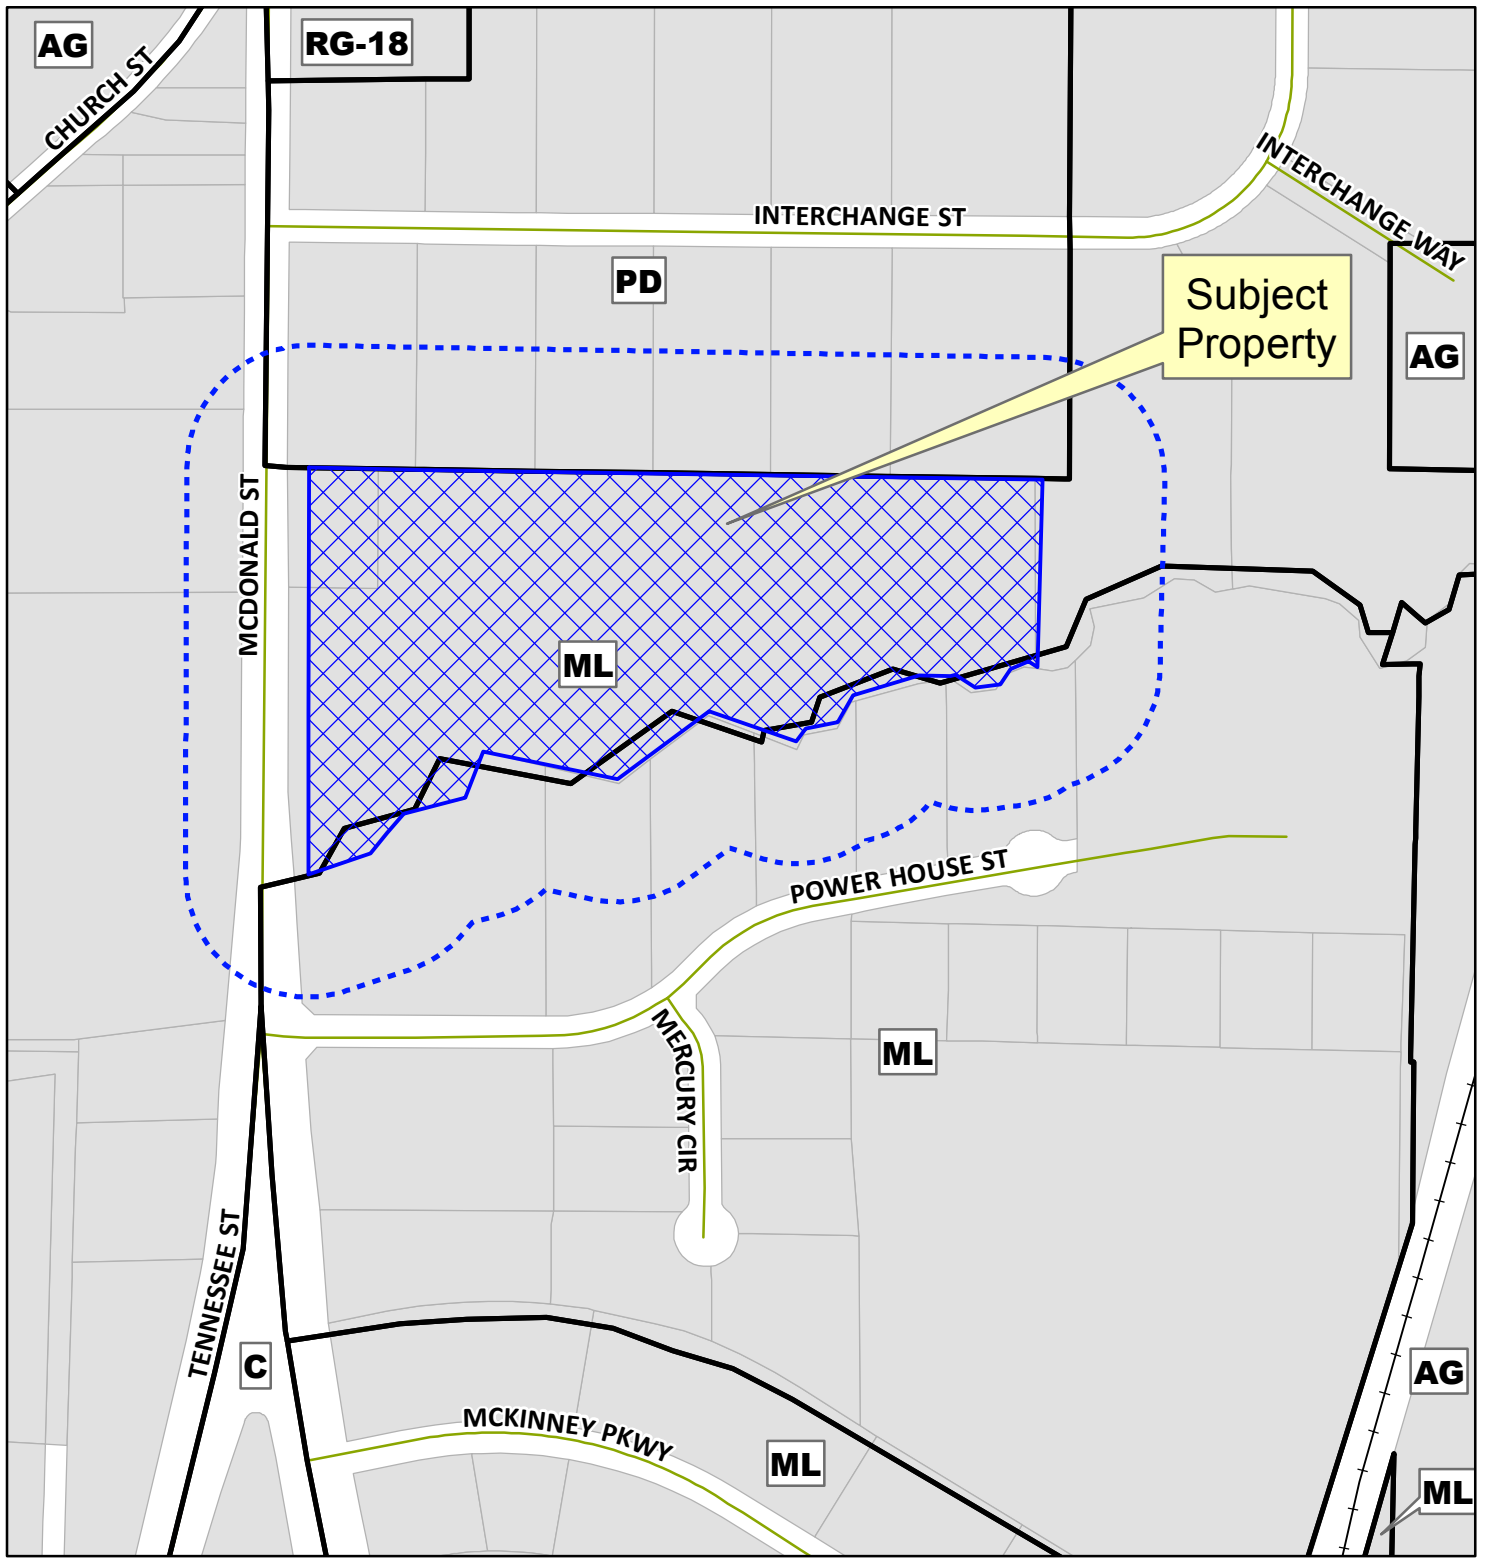 AG
RG-18
CHURCH ST
INTERCHANGE WAY
INTERCHANGE ST
PD
Subject
Property
AG
MCDONALD ST
ML
POWER HOUSE ST
MERCURY CIR
ML
TENNESSEE ST
C
AG
MCKINNEY PKWY
ML
ML